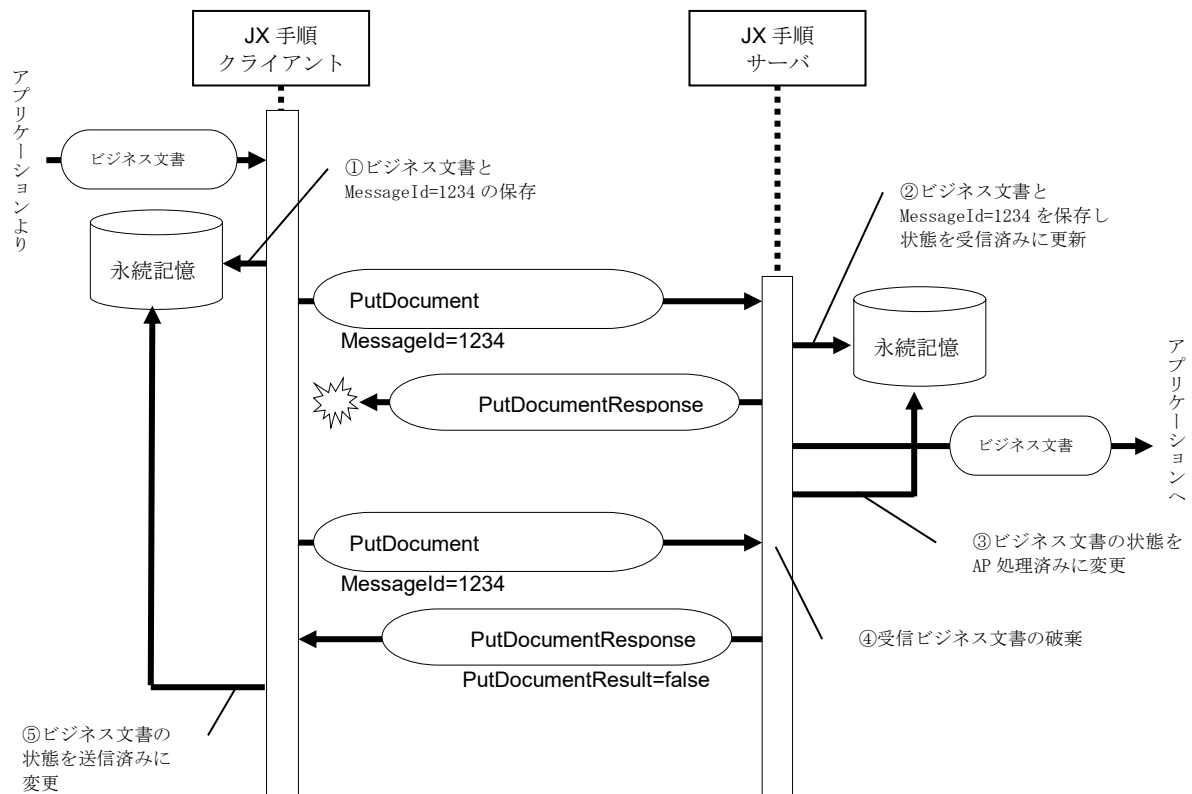 JX 手順
クライアント
JX 手順
サーバ
アプリケーションより
ビジネス文書
①ビジネス文書と
MessageId=1234 の保存
②ビジネス文書と
MessageId=1234 を保存し
状態を受信済みに更新
永続記憶
PutDocument
MessageId=1234
永続記憶
PutDocumentResponse
ビジネス文書
アプリケーションへ
PutDocument
MessageId=1234
③ビジネス文書の状態を
AP 処理済みに変更
PutDocumentResponse
PutDocumentResult=false
④受信ビジネス文書の破棄
⑤ビジネス文書の
状態を送信済みに
変更